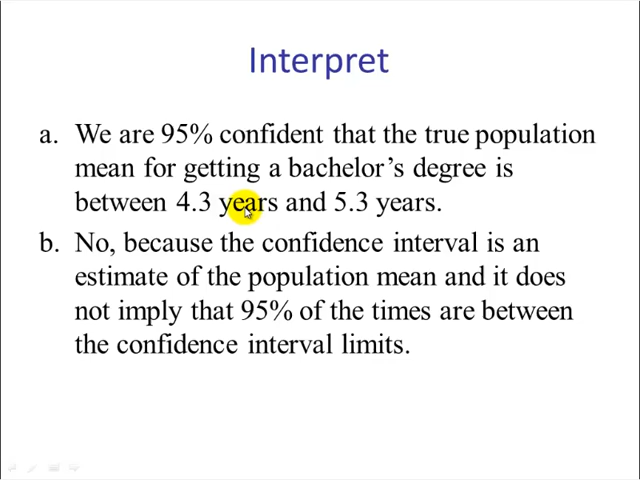 Interpret
a. We are 95% confident that the true population
mean for getting a bachelor’s degree is
between 4.3 years and 5.3 years.
b. No, because the confidence interval is an
estimate of the population mean and it does
not imply that 95% of the times are between
the confidence interval limits.